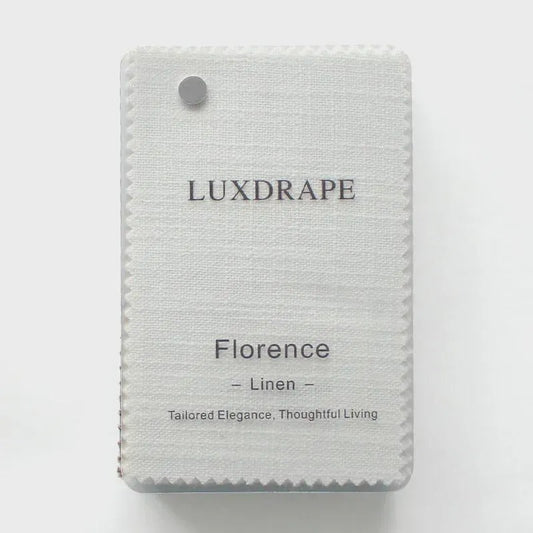 LUXDRAPE
Florence
– Linen –
Tailored Elegance, Thoughtful Living